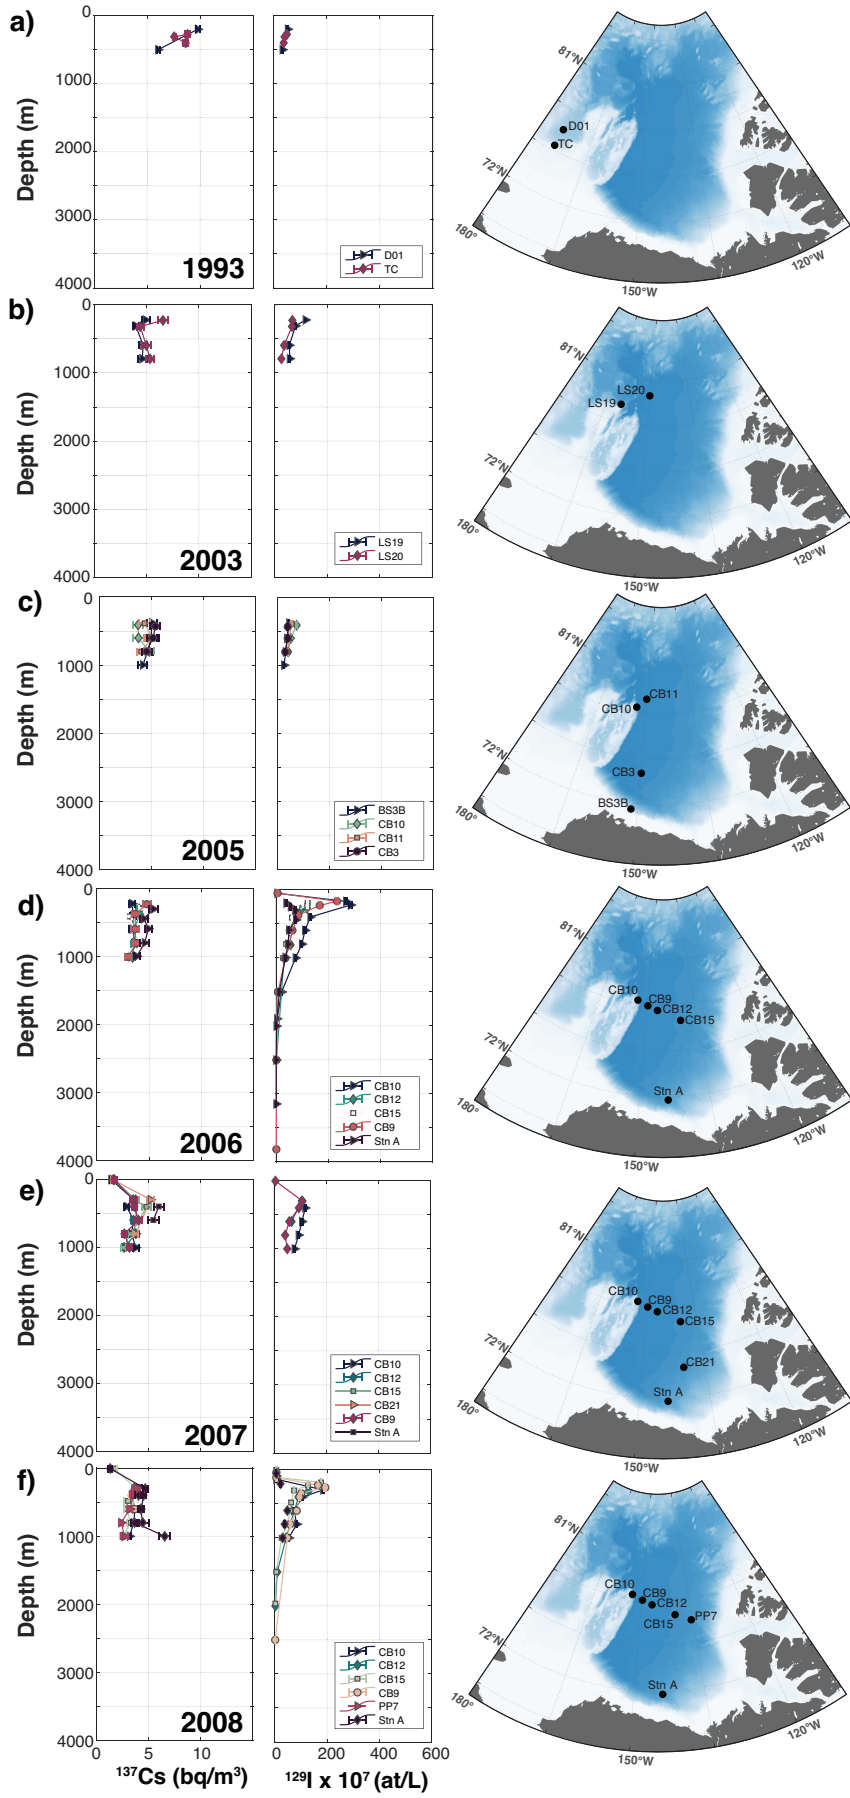 a)
0
1000
2000
3000
4000
Depth (m)
1993
D01
TC
81°N
72°N
180°
150°W
120°W
D01
TC
b)
0
1000
2000
3000
4000
Depth (m)
2003
LS19
LS20
81°N
72°N
180°
150°W
120°W
LS20
LS19
c)
0
1000
2000
3000
4000
Depth (m)
2005
BS3B
CB10
CB11
CB3
81°N
72°N
180°
150°W
120°W
CB11
CB10
CB3
BS3B
d)
0
1000
2000
3000
4000
Depth (m)
2006
CB10
CB12
CB15
CB9
Stn A
81°N
72°N
180°
150°W
120°W
CB10
CB9
CB12
CB15
Stn A
e)
0
1000
2000
3000
4000
Depth (m)
2007
CB10
CB12
CB15
CB21
CB9
Stn A
81°N
72°N
180°
150°W
120°W
CB10
CB9
CB12
CB15
CB21
Stn A
f)
0
1000
2000
3000
4000
Depth (m)
2008
CB10
CB12
CB15
CB9
PP7
Stn A
81°N
72°N
180°
150°W
120°W
CB10
CB9
CB12
CB15
PP7
Stn A
0 5 10
0 200 400 600
¹³⁷Cs (bq/m³)
¹²⁹I x 10⁷ (at/L)